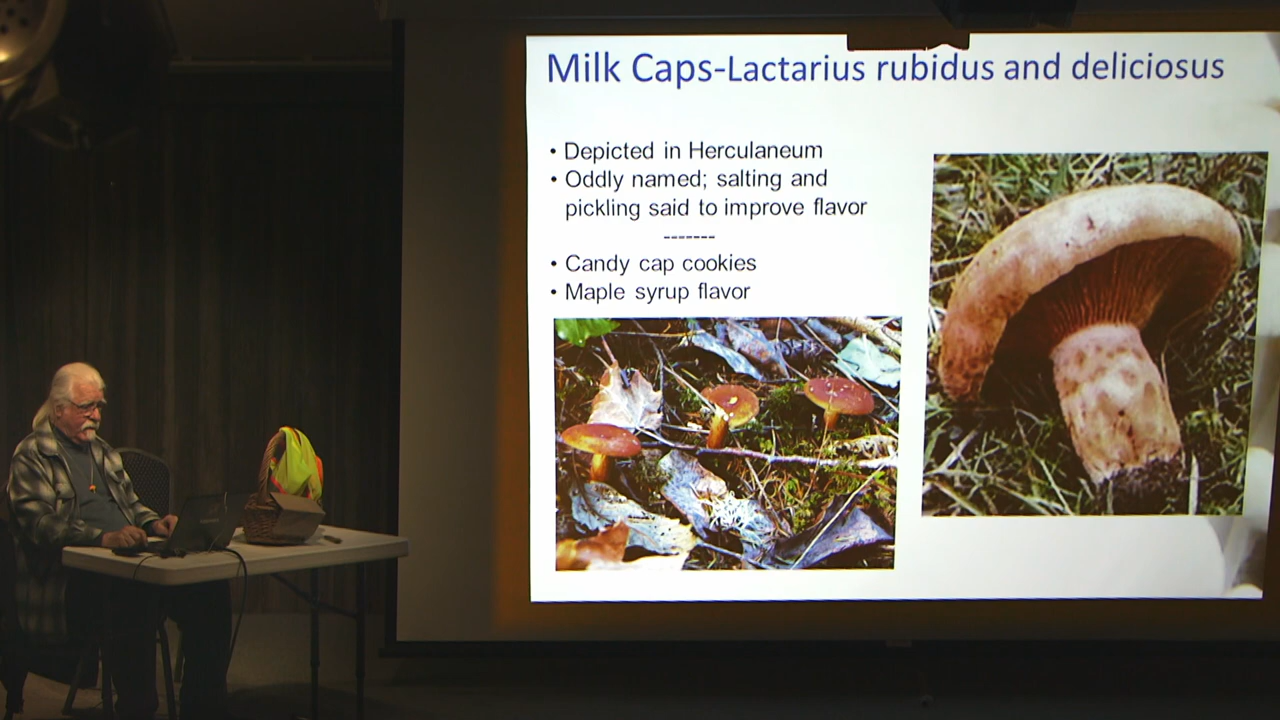 Milk Caps-Lactarius rubidus and deliciosus
• Depicted in Herculaneum
• Oddly named; salting and
pickling said to improve flavor
-------
• Candy cap cookies
• Maple syrup flavor